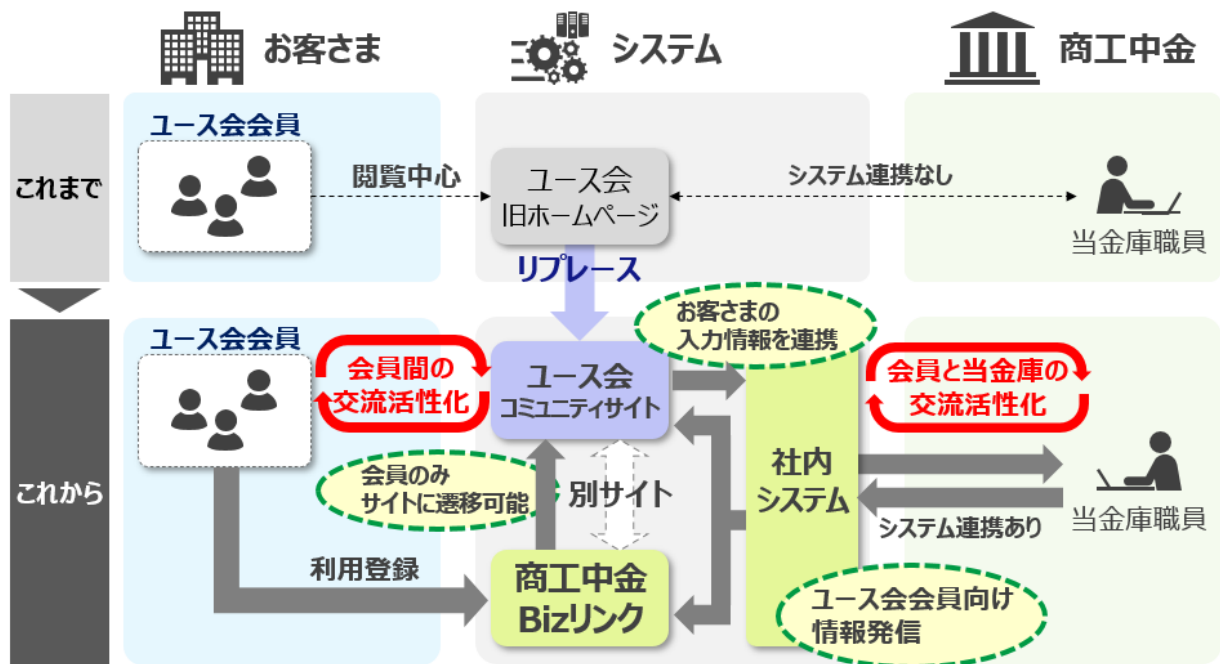 お客さま
システム
商工中金
これまで
ユース会会員
閲覧中心
ユース会
旧ホームページ
システム連携なし
当金庫職員
リプレース
これから
ユース会会員
会員間の
交流活性化
ユース会
コミュニティサイト
お客さまの
入力情報を連携
会員と当金庫の
交流活性化
会員のみ
サイトに遷移可能
別サイト
社内
システム
システム連携あり
当金庫職員
利用登録
商工中金
Bizリンク
ユース会会員向け
情報発信